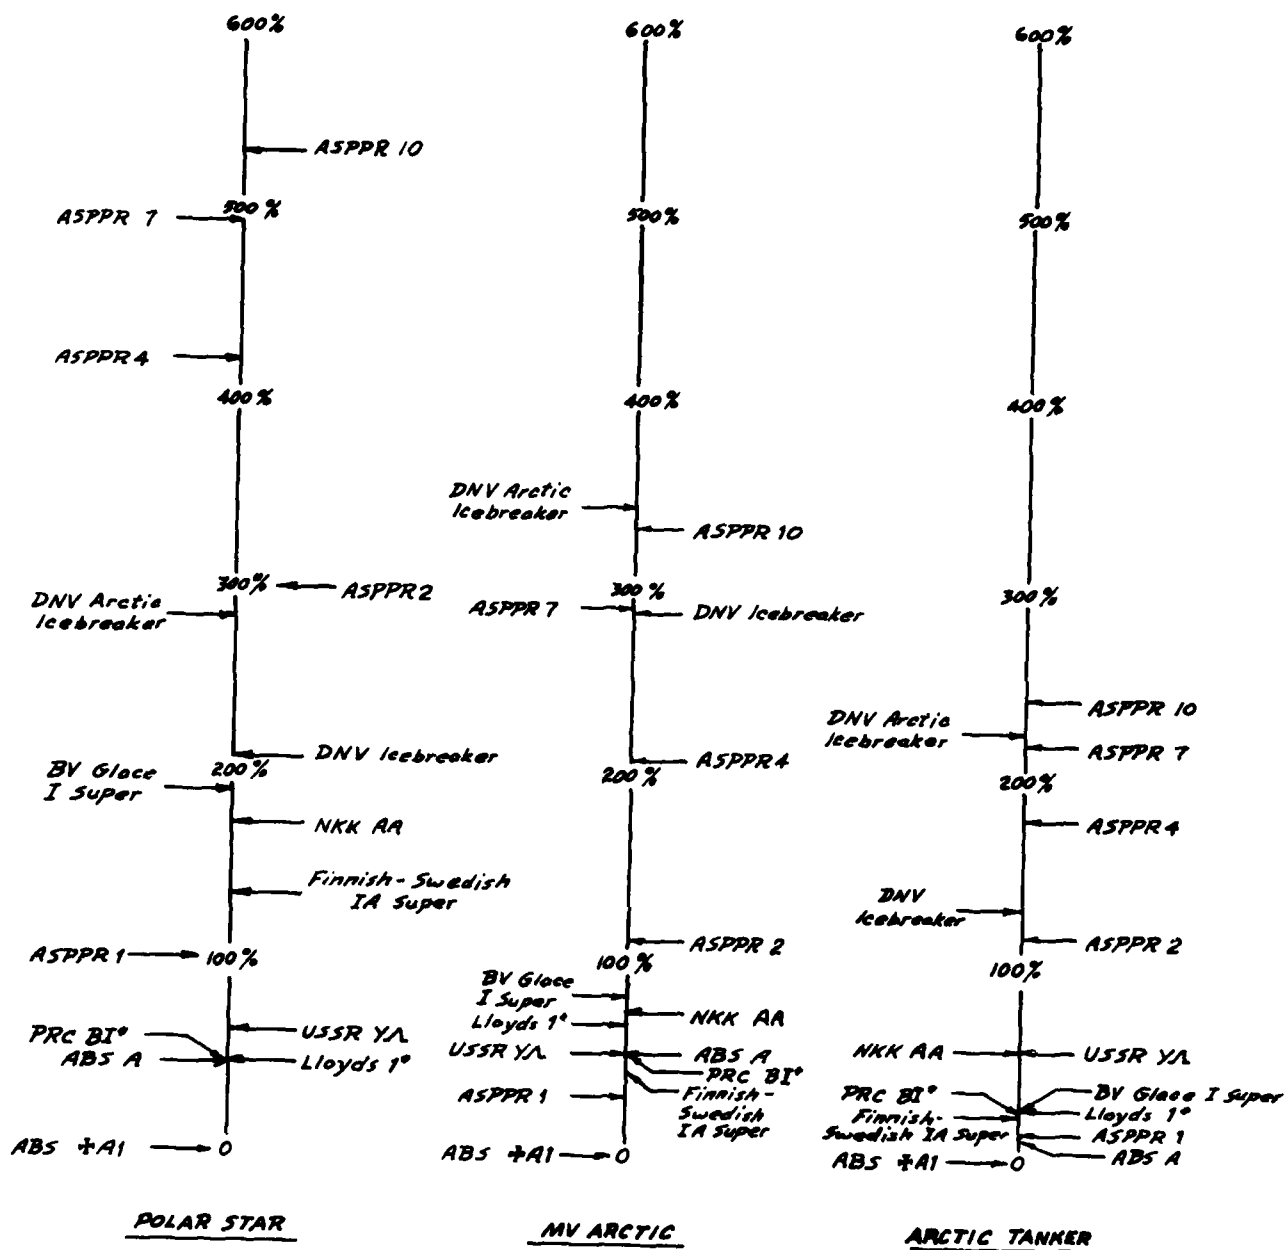 600%
ASPPR 10
500%
ASPPR 7
ASPPR 4
400%
300%
ASPPR 2
DNV Arctic
Icebreaker
DNV Icebreaker
200%
BV Glace
I Super
NKK AA
Finnish-Swedish
IA Super
ASPPR 1
100%
USSR УЛ
PRC BI*
ABS A
Lloyds 1*
ABS ✠A1
0
POLAR STAR
600%
500%
400%
DNV Arctic
Icebreaker
ASPPR 10
300%
ASPPR 7
DNV Icebreaker
ASPPR 4
200%
ASPPR 2
100%
BV Glace
I Super
Lloyds 1*
NKK AA
USSR УЛ
ABS A
PRC BI*
Finnish-
Swedish
IA Super
ASPPR 1
ABS ✠A1
0
MV ARCTIC
600%
500%
400%
300%
ASPPR 10
DNV Arctic
Icebreaker
ASPPR 7
200%
ASPPR 4
DNV
Icebreaker
ASPPR 2
100%
NKK AA
USSR УЛ
PRC BI*
BV Glace I Super
Lloyds 1*
Finnish-
Swedish IA Super
ASPPR 1
ABS A
ABS ✠A1
0
ARCTIC TANKER